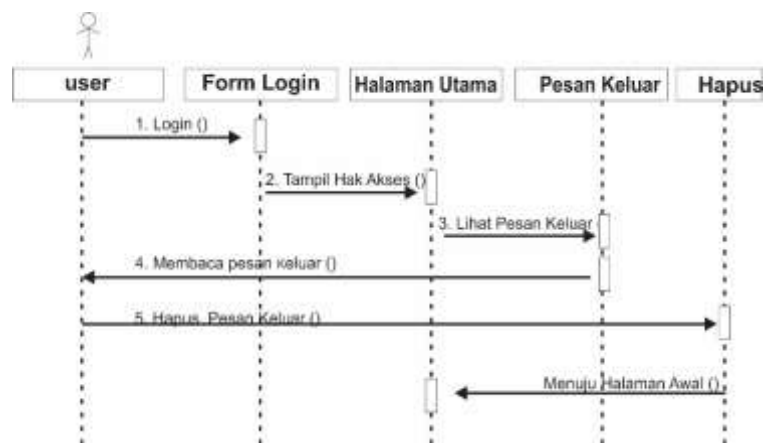 user
Form Login
Halaman Utama
Pesan Keluar
Hapus
1. Login ()
2. Tampil Hak Akses ()
3. Lihat Pesan Keluar
4. Membaca pesan keluar ()
5. Hapus Pesan Keluar ()
Menuju Halaman Awal ()